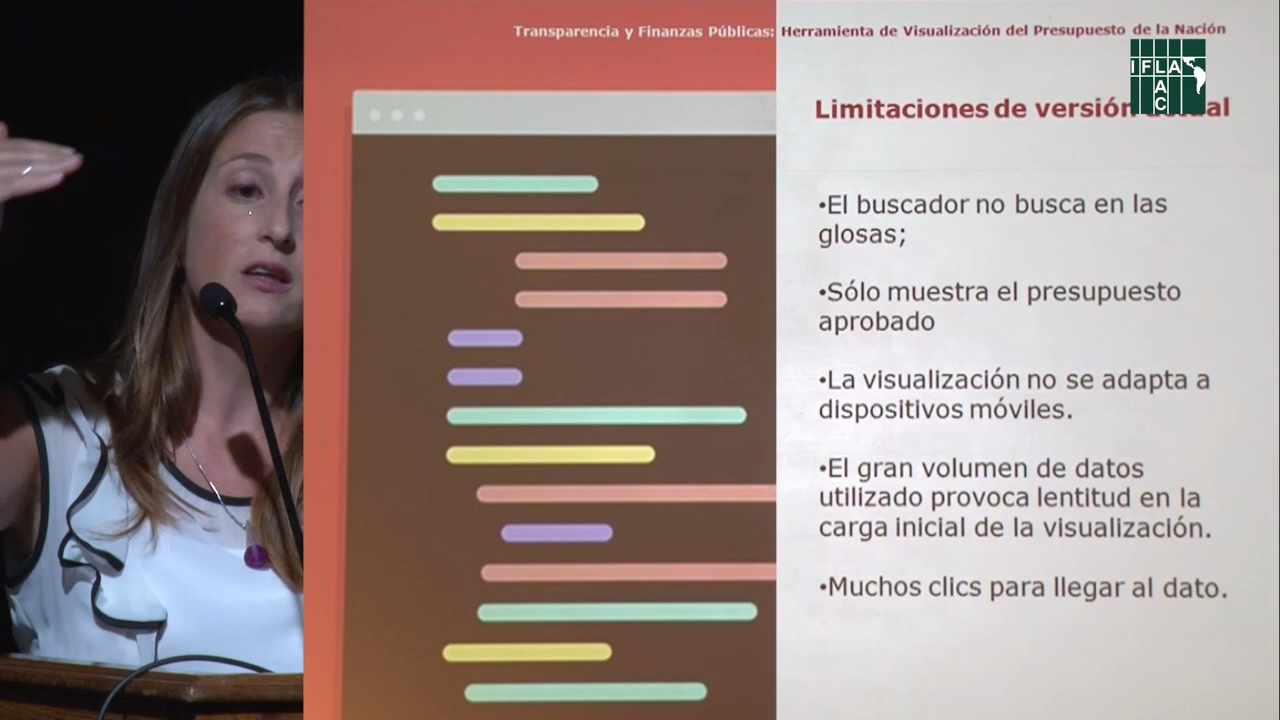 Transparencia y Finanzas Públicas: Herramienta de Visualización del Presupuesto de la Nación
IFLA
LAC
Limitaciones de versión actual
•El buscador no busca en las
glosas;
•Sólo muestra el presupuesto
aprobado
•La visualización no se adapta a
dispositivos móviles.
•El gran volumen de datos
utilizado provoca lentitud en la
carga inicial de la visualización.
•Muchos clics para llegar al dato.